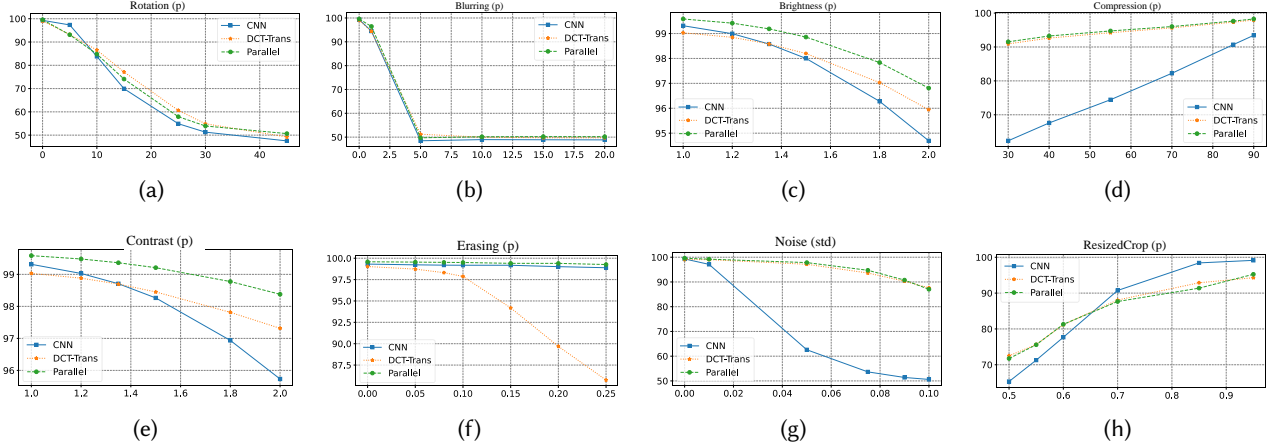 Rotation (p)
100
90
80
70
60
50
0
10
20
30
40
CNN
DCT-Trans
Parallel
(a)
Blurring (p)
100
90
80
70
60
50
0.0
2.5
5.0
7.5
10.0
12.5
15.0
17.5
20.0
CNN
DCT-Trans
Parallel
(b)
Brightness (p)
99
98
97
96
95
1.0
1.2
1.4
1.6
1.8
2.0
CNN
DCT-Trans
Parallel
(c)
Compression (p)
100
90
80
70
30
40
50
60
70
80
90
CNN
DCT-Trans
Parallel
(d)
Contrast (p)
99
98
97
96
1.0
1.2
1.4
1.6
1.8
2.0
CNN
DCT-Trans
Parallel
(e)
Erasing (p)
100.0
97.5
95.0
92.5
90.0
87.5
0.00
0.05
0.10
0.15
0.20
0.25
CNN
DCT-Trans
Parallel
(f)
Noise (std)
100
90
80
70
60
50
0.00
0.02
0.04
0.06
0.08
0.10
CNN
DCT-Trans
Parallel
(g)
ResizedCrop (p)
100
90
80
70
0.5
0.6
0.7
0.8
0.9
CNN
DCT-Trans
Parallel
(h)